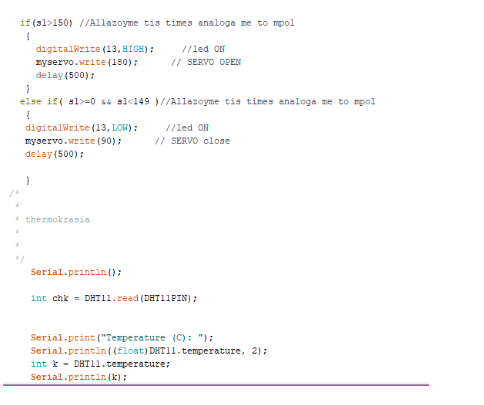 if(s1>150) //Allazoyme tis times analoga me to mpol
{
digitalWrite(13,HIGH); //led ON
myservo.write(180); // SERVO OPEN
delay(500);
}
else if( s1>=0 && s1<149 )//Allazoyme tis times analoga me to mpol
{
digitalWrite(13,LOW); //led ON
myservo.write(90); // SERVO close
delay(500);
}
/*
*
* thermokrasia
*
*
*/
Serial.println();
int chk = DHT11.read(DHT11PIN);
Serial.print("Temperature (C): ");
Serial.println((float)DHT11.temperature, 2);
int k = DHT11.temperature;
Serial.println(k);